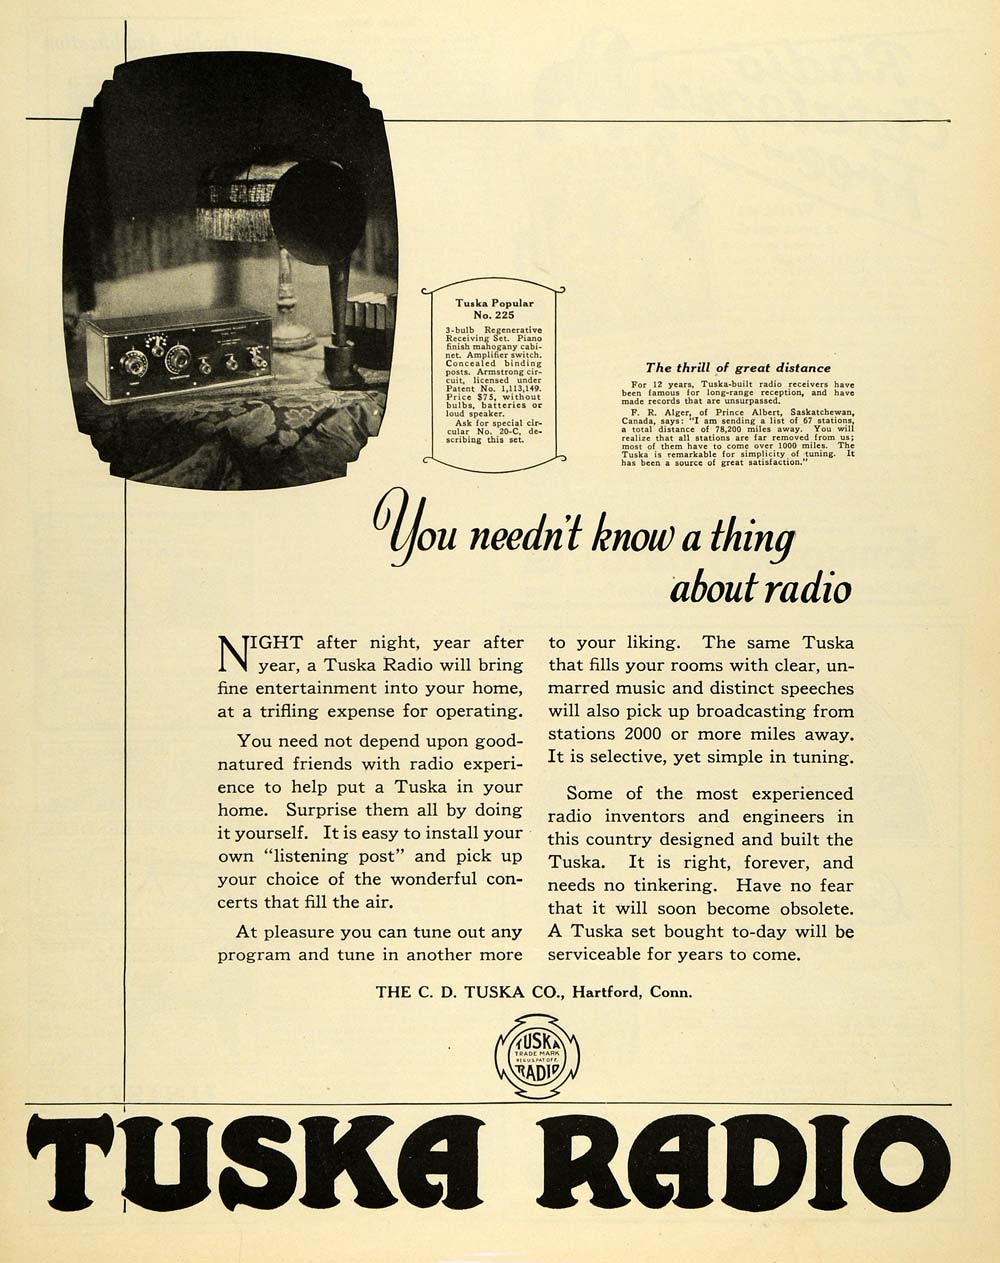 Tuska Popular
No. 225
3-bulb Regenerative
Receiving Set. Piano
finish mahogany cabi-
net. Amplifier switch.
Concealed binding
posts. Armstrong cir-
cuit, licensed under
Patent No. 1,113,149.
Price $75, without
bulbs, batteries or
loud speaker.
Ask for special cir-
cular No. 20-C, de-
scribing this set.
The thrill of great distance
For 12 years, Tuska-built radio receivers have
been famous for long-range reception, and have
made records that are unsurpassed.
F. R. Alger, of Prince Albert, Saskatchewan,
Canada, says: "I am sending a list of 67 stations,
a total distance of 78,200 miles away. You will
realize that all stations are far removed from us;
most of them have to come over 1000 miles. The
Tuska is remarkable for simplicity of tuning. It
has been a source of great satisfaction."
You needn't know a thing
about radio
NIGHT after night, year after
year, a Tuska Radio will bring
fine entertainment into your home,
at a trifling expense for operating.
You need not depend upon good-
natured friends with radio experi-
ence to help put a Tuska in your
home. Surprise them all by doing
it yourself. It is easy to install your
own "listening post" and pick up
your choice of the wonderful con-
certs that fill the air.
At pleasure you can tune out any
program and tune in another more
to your liking. The same Tuska
that fills your rooms with clear, un-
marred music and distinct speeches
will also pick up broadcasting from
stations 2000 or more miles away.
It is selective, yet simple in tuning.
Some of the most experienced
radio inventors and engineers in
this country designed and built the
Tuska. It is right, forever, and
needs no tinkering. Have no fear
that it will soon become obsolete.
A Tuska set bought to-day will be
serviceable for years to come.
THE C. D. TUSKA CO., Hartford, Conn.
TUSKA
TRADE MARK
REG.U.S.PAT.OFF.
RADIO
TUSKA RADIO